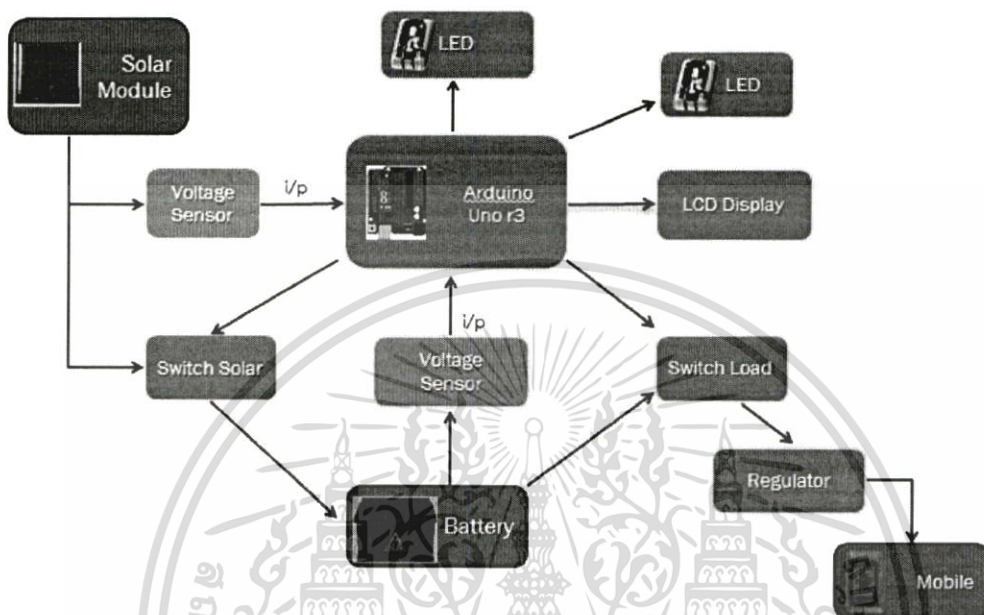 LED
Solar
Module
LED
Voltage
Sensor
i/p
Arduino
Uno r3
LCD Display
i/p
Switch Solar
Voltage
Sensor
Switch Load
Battery
Regulator
Mobile